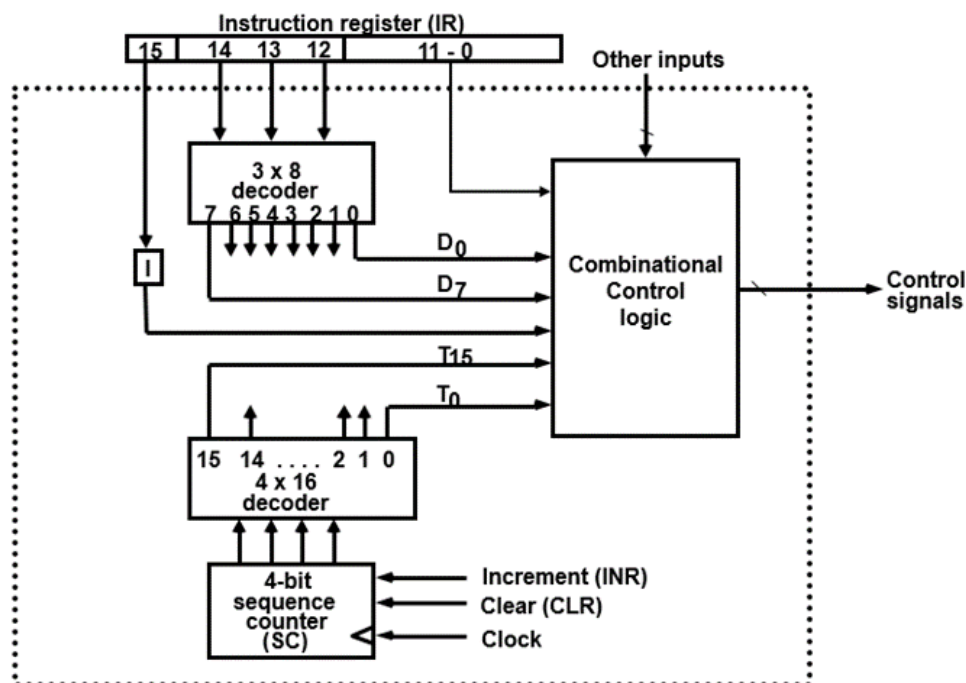 Instruction register (IR)
15 14 13 12 11 - 0
Other inputs
3 x 8
decoder
7 6 5 4 3 2 1 0
D0
I
D7
Combinational
Control
logic
Control
signals
T15
T0
15 14 . . . . 2 1 0
4 x 16
decoder
4-bit
sequence
counter
(SC)
Increment (INR)
Clear (CLR)
Clock